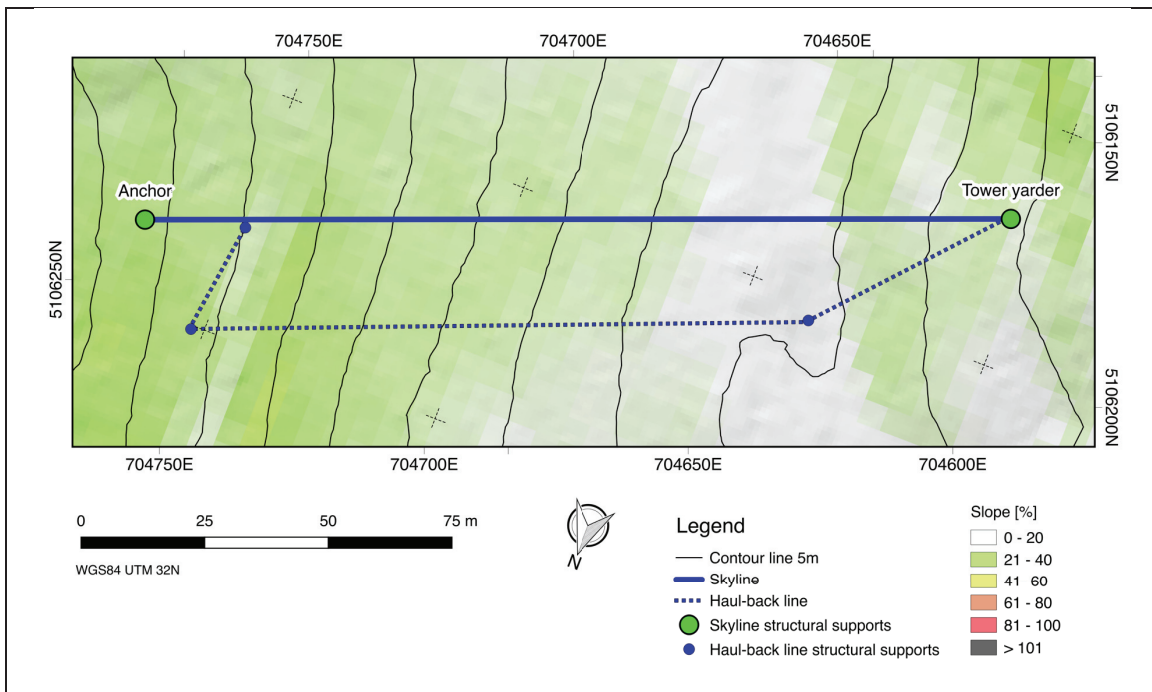 704750E 704700E 704650E
5106150N
Anchor
Tower yarder
5106250N
5106200N
704750E 704700E 704650E 704600E
0 25 50 75 m
WGS84 UTM 32N
N
Legend
Contour line 5m
Skyline
Haul-back line
Skyline structural supports
Haul-back line structural supports
Slope [%]
0 - 20
21 - 40
41 60
61 - 80
81 - 100
> 101